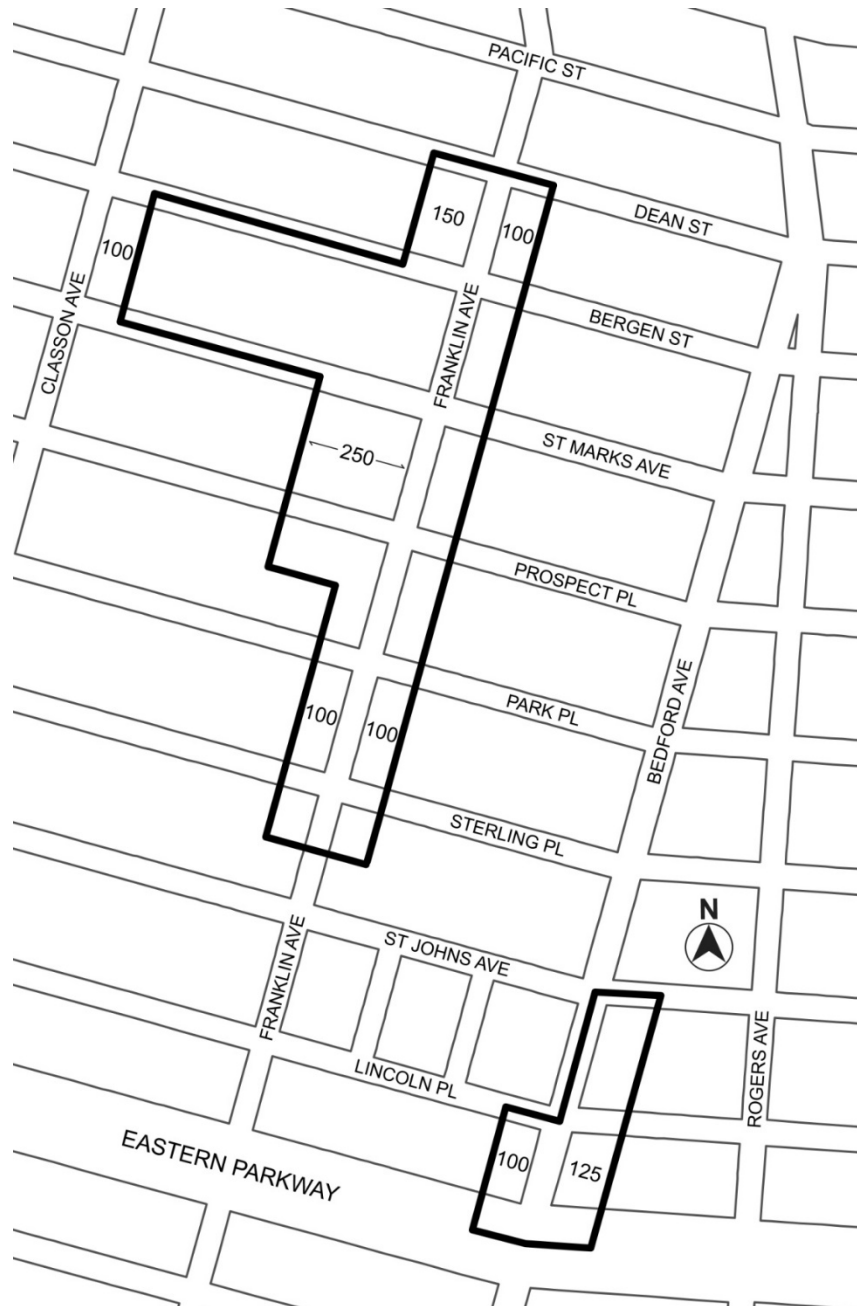 PACIFIC ST
150
100
DEAN ST
100
CLASSON AVE
FRANKLIN AVE
BERGEN ST
250
ST MARKS AVE
PROSPECT PL
BEDFORD AVE
100
100
PARK PL
STERLING PL
N
FRANKLIN AVE
ST JOHNS AVE
ROGERS AVE
LINCOLN PL
EASTERN PARKWAY
100
125